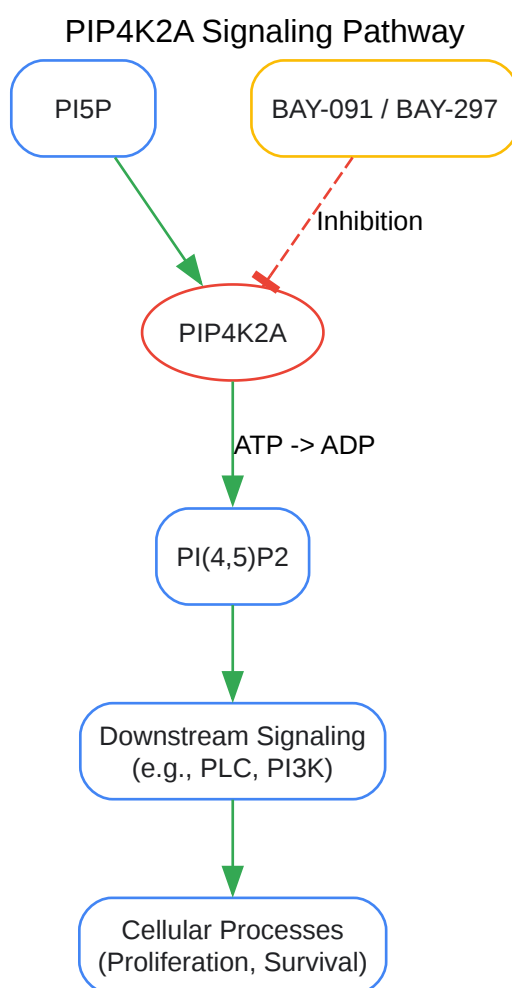 PIP4K2A Signaling Pathway
PI5P
BAY-091 / BAY-297
Inhibition
PIP4K2A
ATP -> ADP
PI(4,5)P2
Downstream Signaling
(e.g., PLC, PI3K)
Cellular Processes
(Proliferation, Survival)